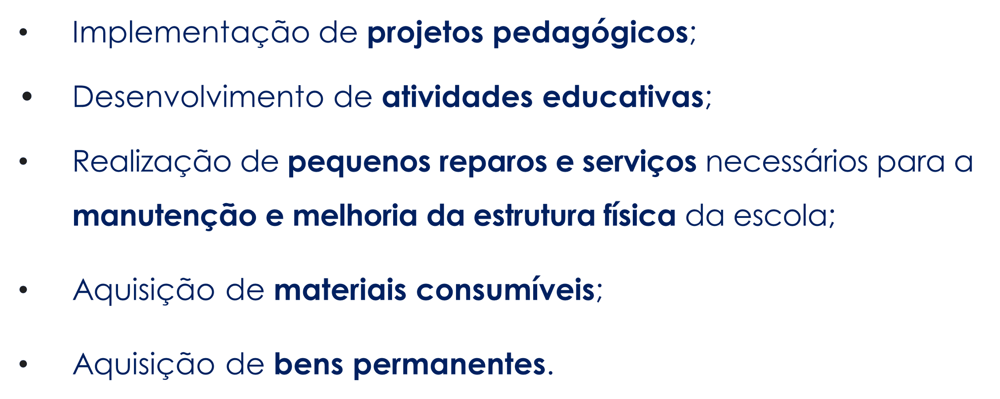 • Implementação de projetos pedagógicos;
• Desenvolvimento de atividades educativas;
• Realização de pequenos reparos e serviços necessários para a
manutenção e melhoria da estrutura física da escola;
• Aquisição de materiais consumíveis;
• Aquisição de bens permanentes.